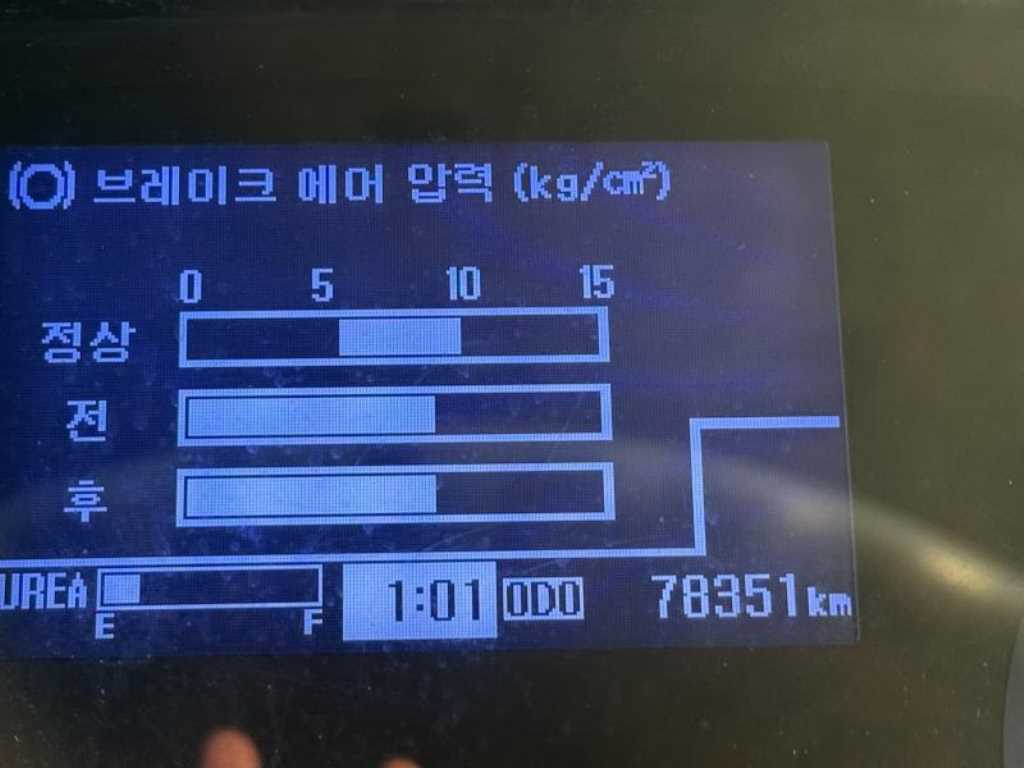 브레이크 에어 압력 (kg/cm²)
0 5 10 15
정상
전
후
UREA E F 1:01 ODO 78351km